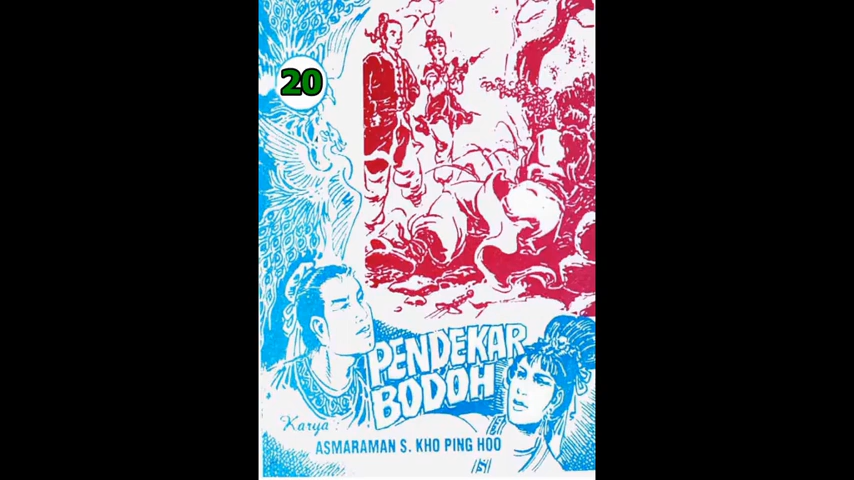 20
PENDEKAR
BODOH
Karya :
ASMARAMAN S. KHO PING HOO